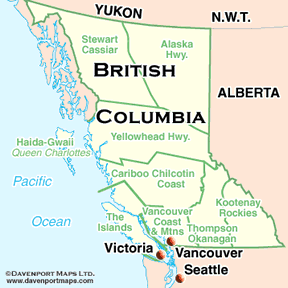 YUKON
N.W.T.
Stewart
Cassiar
Alaska
Hwy.
BRITISH
ALBERTA
COLUMBIA
Yellowhead Hwy.
Haida-Gwaii
Queen Charlottes
Cariboo Chilcotin
Coast
Pacific
Kootenay
Rockies
Ocean
The
Islands
Vancouver
Coast
& Mtns
Thompson
Okanagan
Victoria
Vancouver
Seattle
©DAVENPORT MAPS LTD.
www.davenportmaps.com